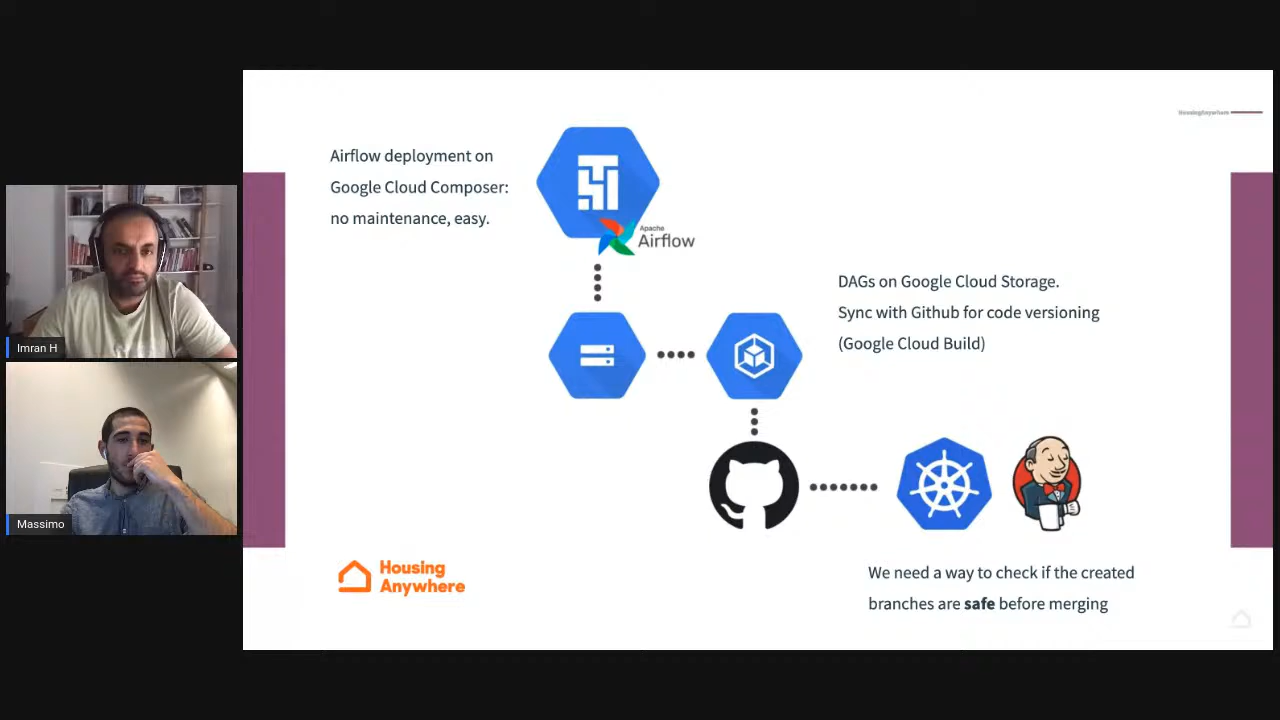 HousingAnywhere
Airflow deployment on
Google Cloud Composer:
no maintenance, easy.
Apache
Airflow
DAGs on Google Cloud Storage.
Sync with Github for code versioning
(Google Cloud Build)
Imran H
Massimo
Housing
Anywhere
We need a way to check if the created
branches are safe before merging